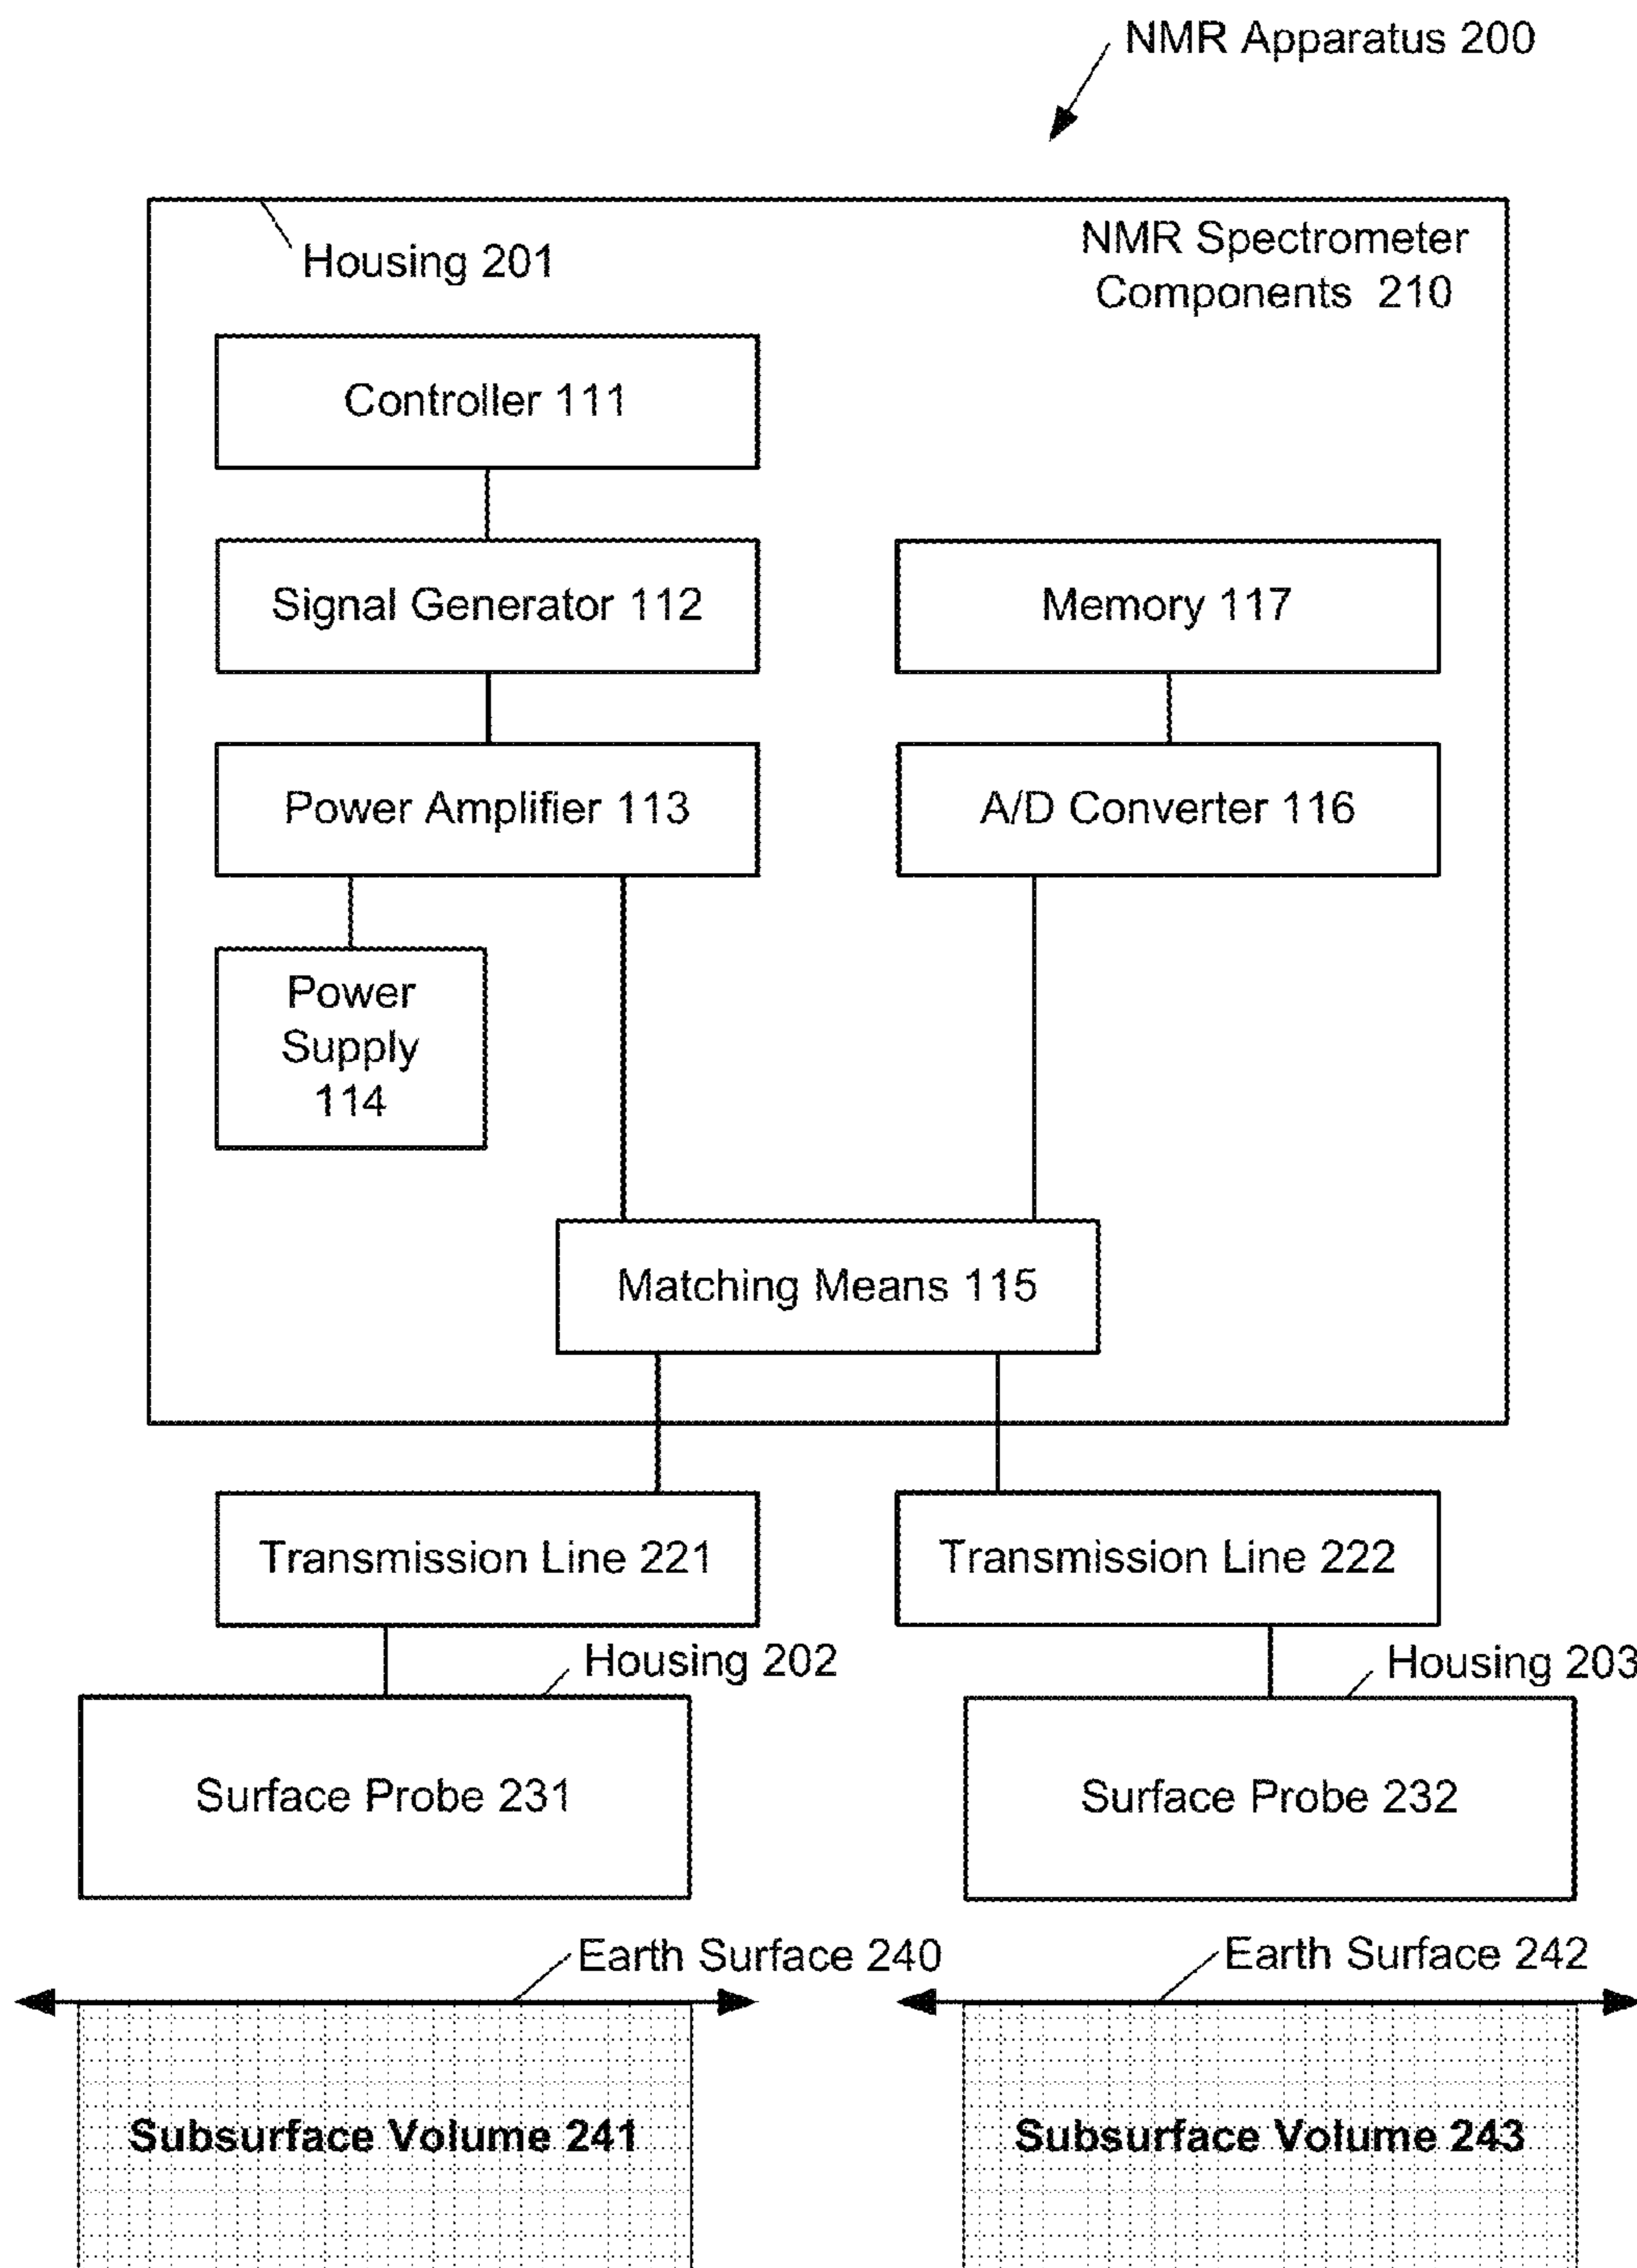 NMR Apparatus 200
Housing 201
NMR Spectrometer
Components 210
Controller 111
Signal Generator 112
Memory 117
Power Amplifier 113
A/D Converter 116
Power
Supply
114
Matching Means 115
Transmission Line 221
Transmission Line 222
Housing 202
Housing 203
Surface Probe 231
Surface Probe 232
Earth Surface 240
Earth Surface 242
Subsurface Volume 241
Subsurface Volume 243